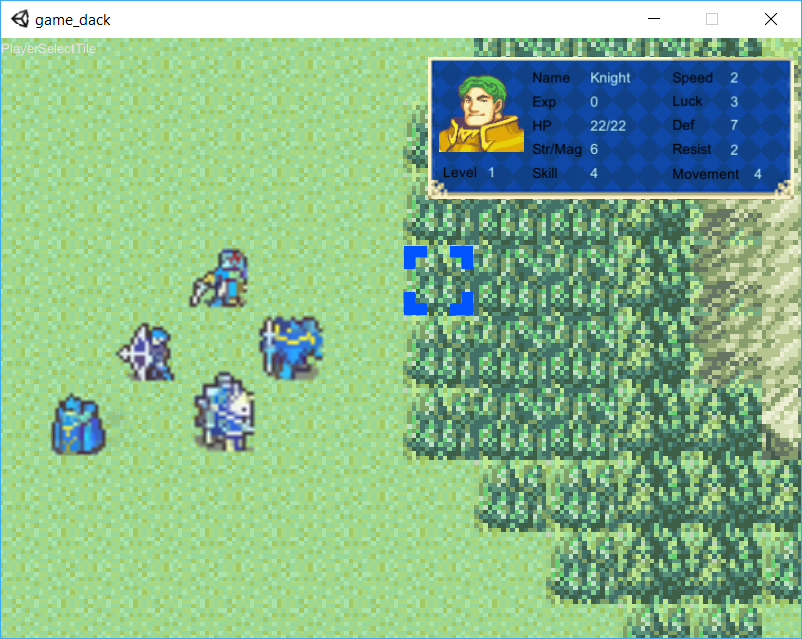 game_dack
PlayerSelectTile
Name Knight Speed 2
Exp 0 Luck 3
HP 22/22 Def 7
Str/Mag 6 Resist 2
Level 1 Skill 4 Movement 4